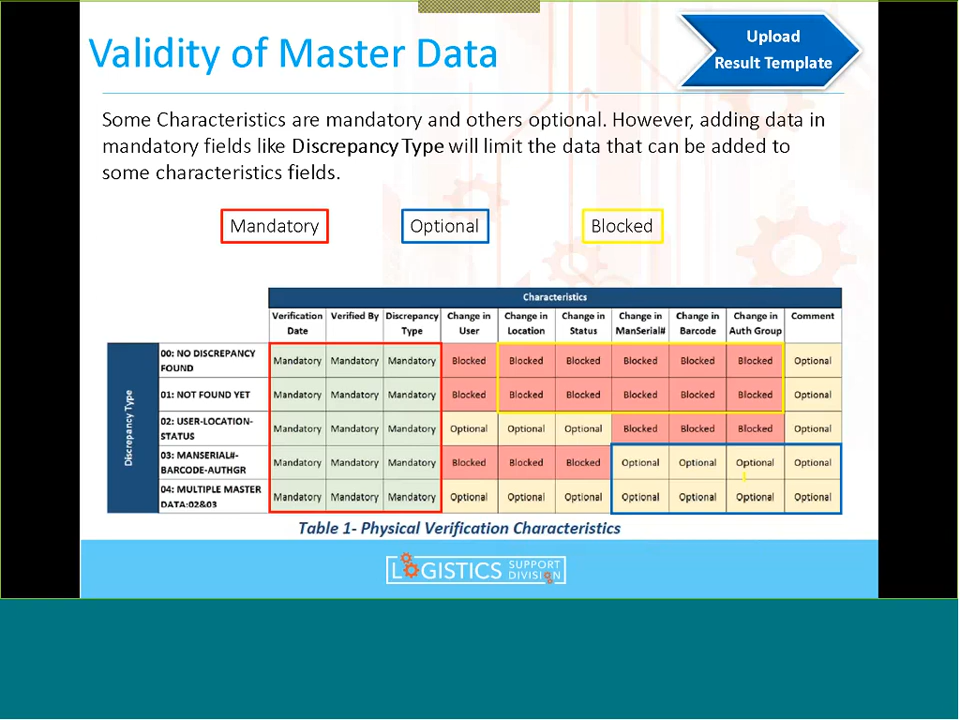 Upload
Result Template
Validity of Master Data
Some Characteristics are mandatory and others optional. However, adding data in
mandatory fields like Discrepancy Type will limit the data that can be added to
some characteristics fields.
Mandatory Optional Blocked
Characteristics
Verification Date Verified By Discrepancy Type Change in User Change in Location Change in Status Change in ManSerial# Change in Barcode Change in Auth Group Comment
Discrepancy Type
00: NO DISCREPANCY FOUND Mandatory Mandatory Mandatory Blocked Blocked Blocked Blocked Blocked Blocked Optional
01: NOT FOUND YET Mandatory Mandatory Mandatory Blocked Blocked Blocked Blocked Blocked Blocked Optional
02: USER-LOCATION-STATUS Mandatory Mandatory Mandatory Optional Optional Optional Blocked Blocked Blocked Optional
03: MANSERIAL#-BARCODE-AUTHGR Mandatory Mandatory Mandatory Blocked Blocked Blocked Optional Optional Optional Optional
04: MULTIPLE MASTER DATA:02&03 Mandatory Mandatory Mandatory Optional Optional Optional Optional Optional Optional Optional
Table 1- Physical Verification Characteristics
LOGISTICS SUPPORT DIVISION